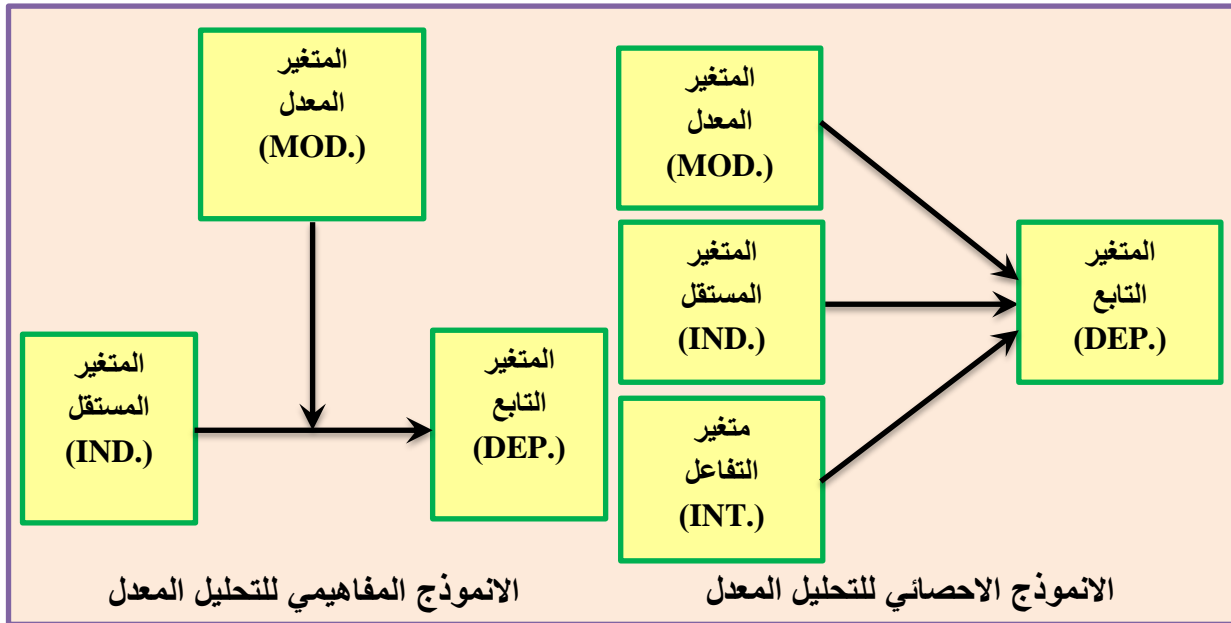 المتغير
المعدل
(MOD.)
المتغير
المستقل
(IND.)
متغير
التفاعل
(INT.)
المتغير
التابع
(DEP.)
الانموذج الاحصائي للتحليل المعدل
المتغير
المعدل
(MOD.)
المتغير
المستقل
(IND.)
المتغير
التابع
(DEP.)
الانموذج المفاهيمي للتحليل المعدل